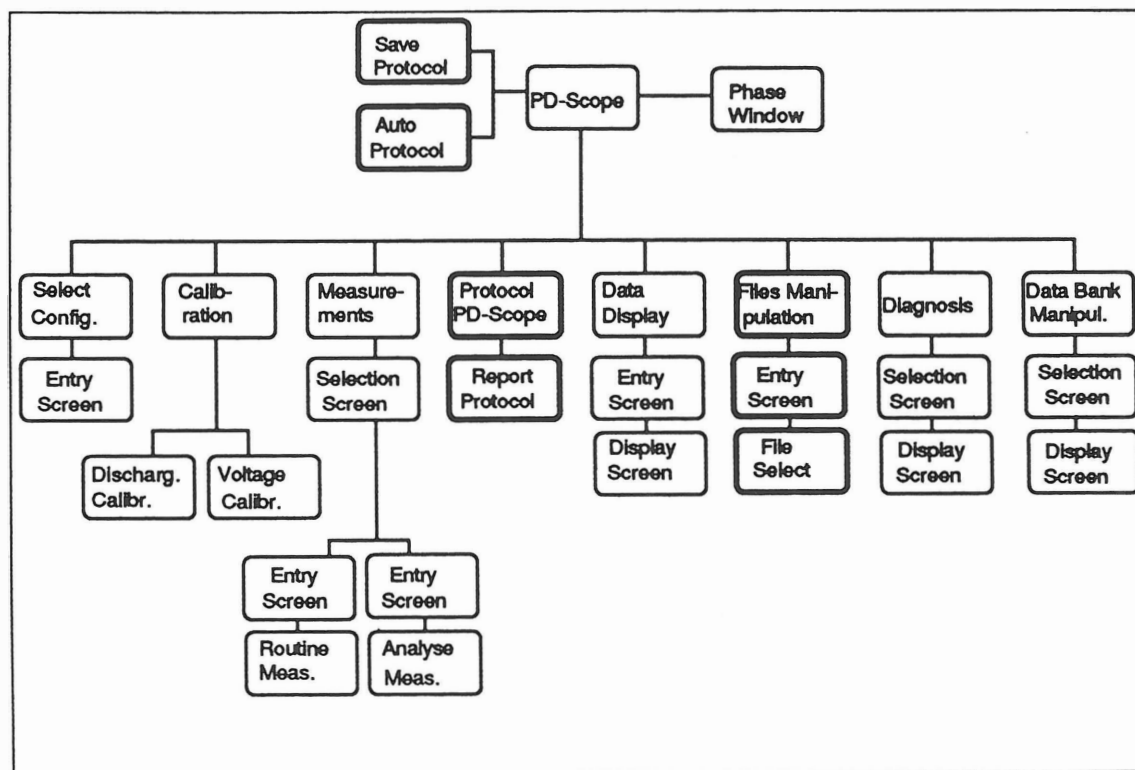 Save
Protocol
PD-Scope
Phase
Window
Auto
Protocol
Select
Config.
Calib-
ration
Measure-
ments
Protocol
PD-Scope
Data
Display
Files Mani-
pulation
Diagnosis
Data Bank
Manipul.
Entry
Screen
Selection
Screen
Report
Protocol
Entry
Screen
Entry
Screen
Selection
Screen
Selection
Screen
Discharg.
Calibr.
Voltage
Calibr.
Display
Screen
File
Select
Display
Screen
Display
Screen
Entry
Screen
Entry
Screen
Routine
Meas.
Analyse
Meas.